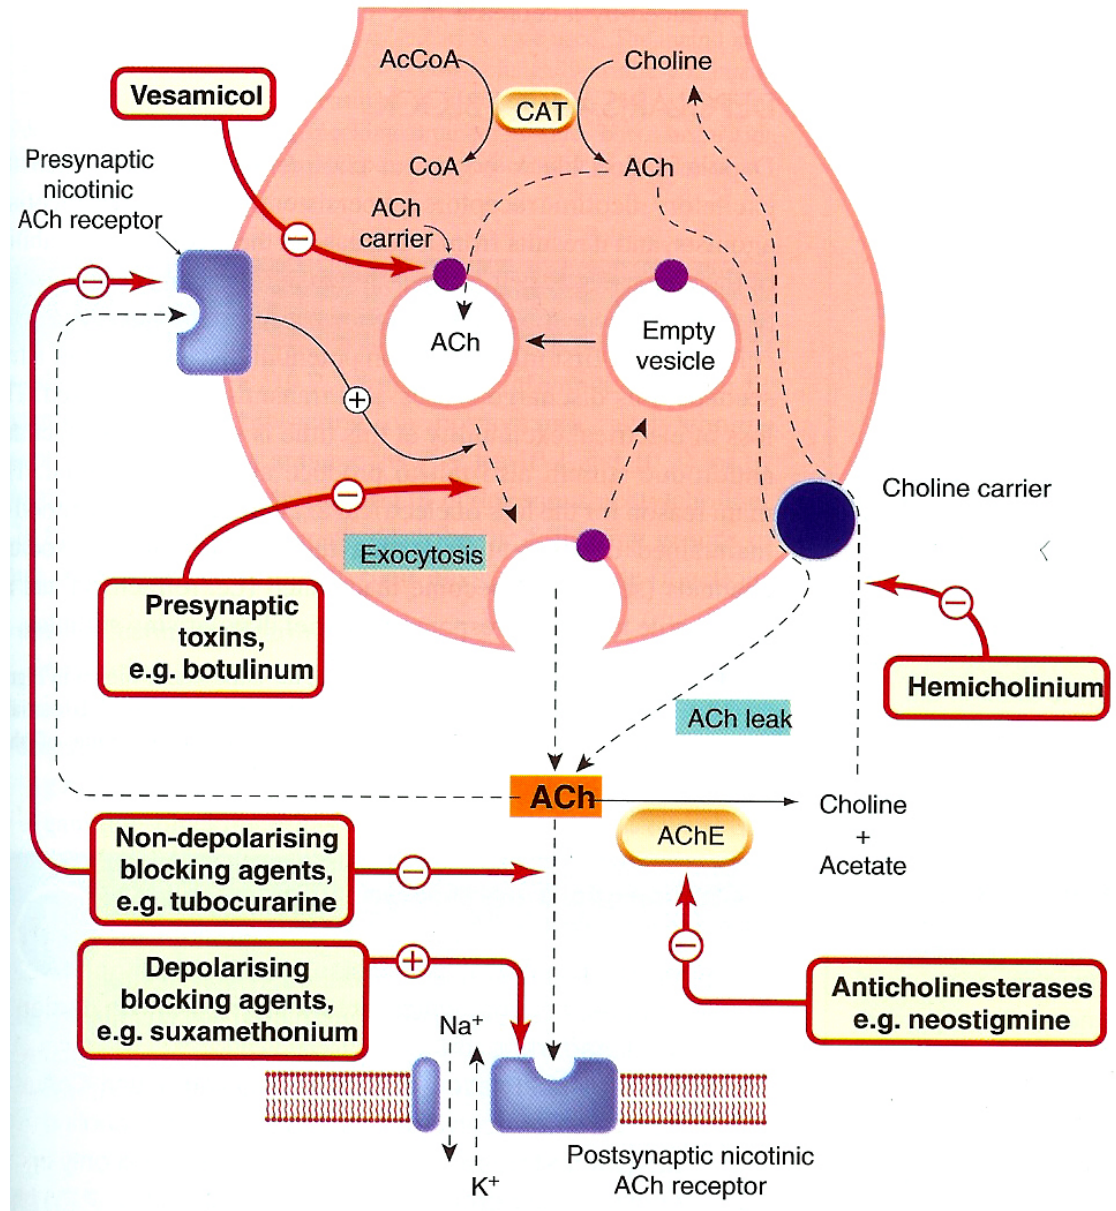 AcCoA
Choline
CAT
CoA
ACh
Vesamicol
Presynaptic
nicotinic
ACh receptor
ACh
carrier
−
−
ACh
Empty
vesicle
+
−
Exocytosis
Choline carrier
Presynaptic
toxins,
e.g. botulinum
−
Hemicholinium
ACh leak
ACh
Choline
+
Acetate
AChE
Non-depolarising
blocking agents,
e.g. tubocurarine
−
Depolarising
blocking agents,
e.g. suxamethonium
+
−
Anticholinesterases
e.g. neostigmine
Na⁺
K⁺
Postsynaptic nicotinic
ACh receptor